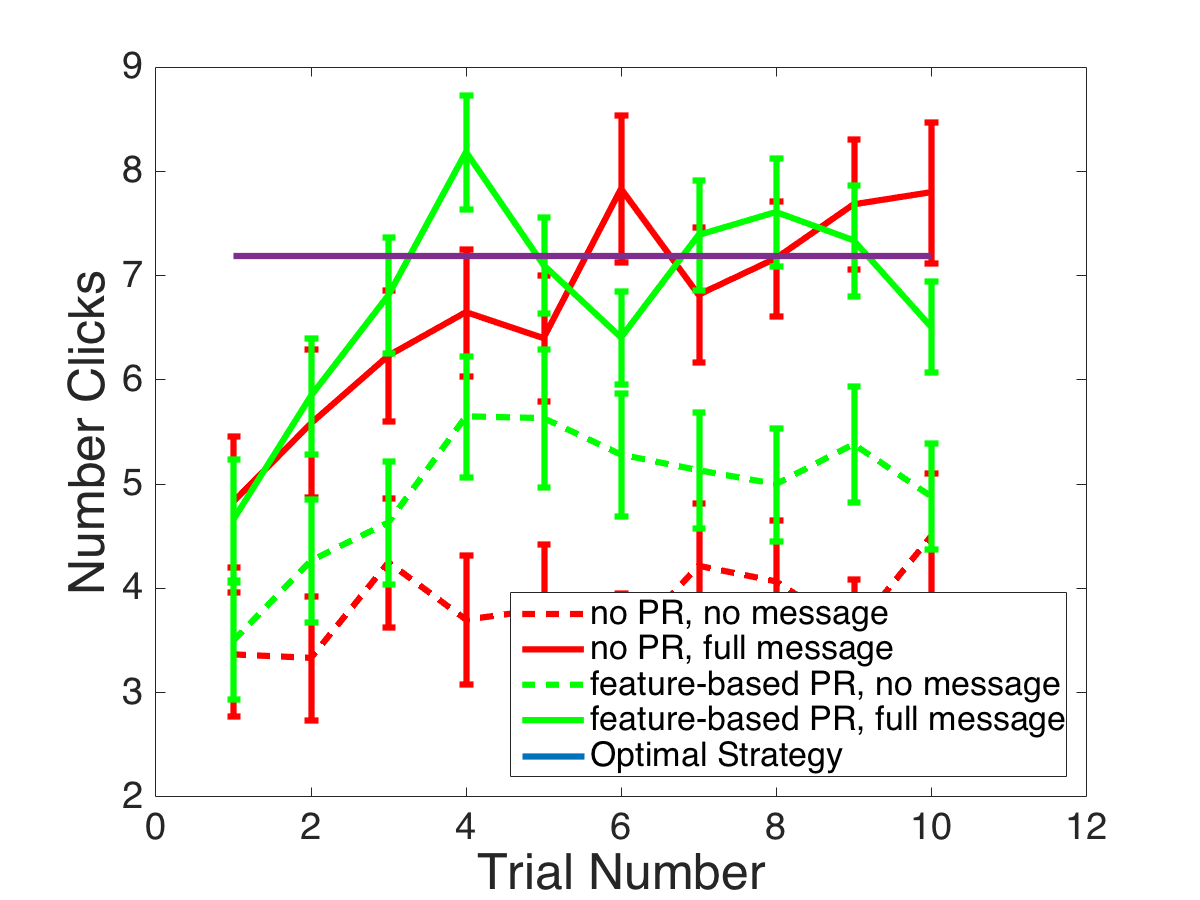 9
8
7
6
5
4
3
2
Number Clicks
no PR, no message
no PR, full message
feature-based PR, no message
feature-based PR, full message
Optimal Strategy
0 2 4 6 8 10 12
Trial Number